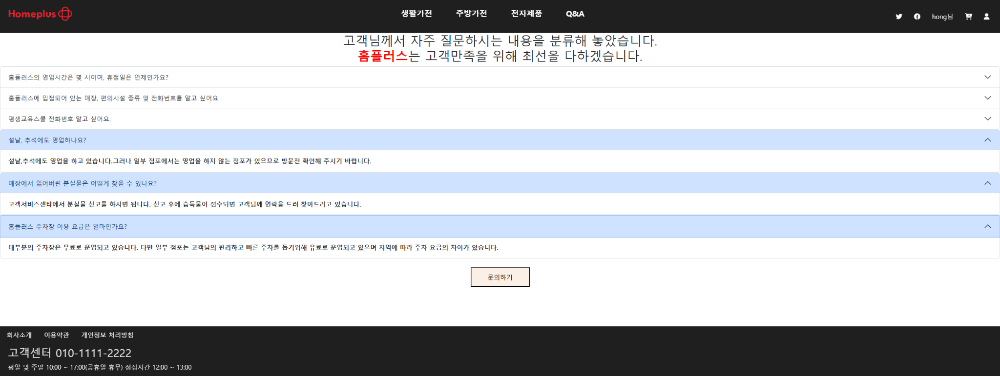 Homeplus
생활가전 주방가전 전자제품 Q&A
hong님
고객님께서 자주 질문하시는 내용을 분류해 놓았습니다.
홈플러스는 고객만족을 위해 최선을 다하겠습니다.
홈플러스의 영업시간은 몇 시이며, 휴점일은 언제인가요?
홈플러스에 입점되어 있는 매장, 편의시설 종류 및 전화번호를 알고 싶어요
평생교육스쿨 전화번호 알고 싶어요.
설날, 추석에도 영업하나요?
설날,추석에도 영업을 하고 있습니다.그러나 일부 점포에서는 영업을 하지 않는 점포가 있으므로 방문전 확인해 주시기 바랍니다.
매장에서 잃어버린 분실물은 어떻게 찾을 수 있나요?
고객서비스센타에서 분실물 신고를 하시면 됩니다. 신고 후에 습득물이 접수되면 고객님께 연락을 드려 찾아드리고 있습니다.
홈플러스 주차장 이용 요금은 얼마인가요?
대부분의 주차장은 무료로 운영되고 있습니다. 다만 일부 점포는 고객님의 편리하고 빠른 주차를 돕기위해 유료로 운영되고 있으며 지역에 따라 주차 요금의 차이가 있습니다.
문의하기
회사소개 이용약관 개인정보 처리방침
고객센터 010-1111-2222
평일 및 주말 10:00 ~ 17:00(공휴일 휴무) 점심시간 12:00 ~ 13:00